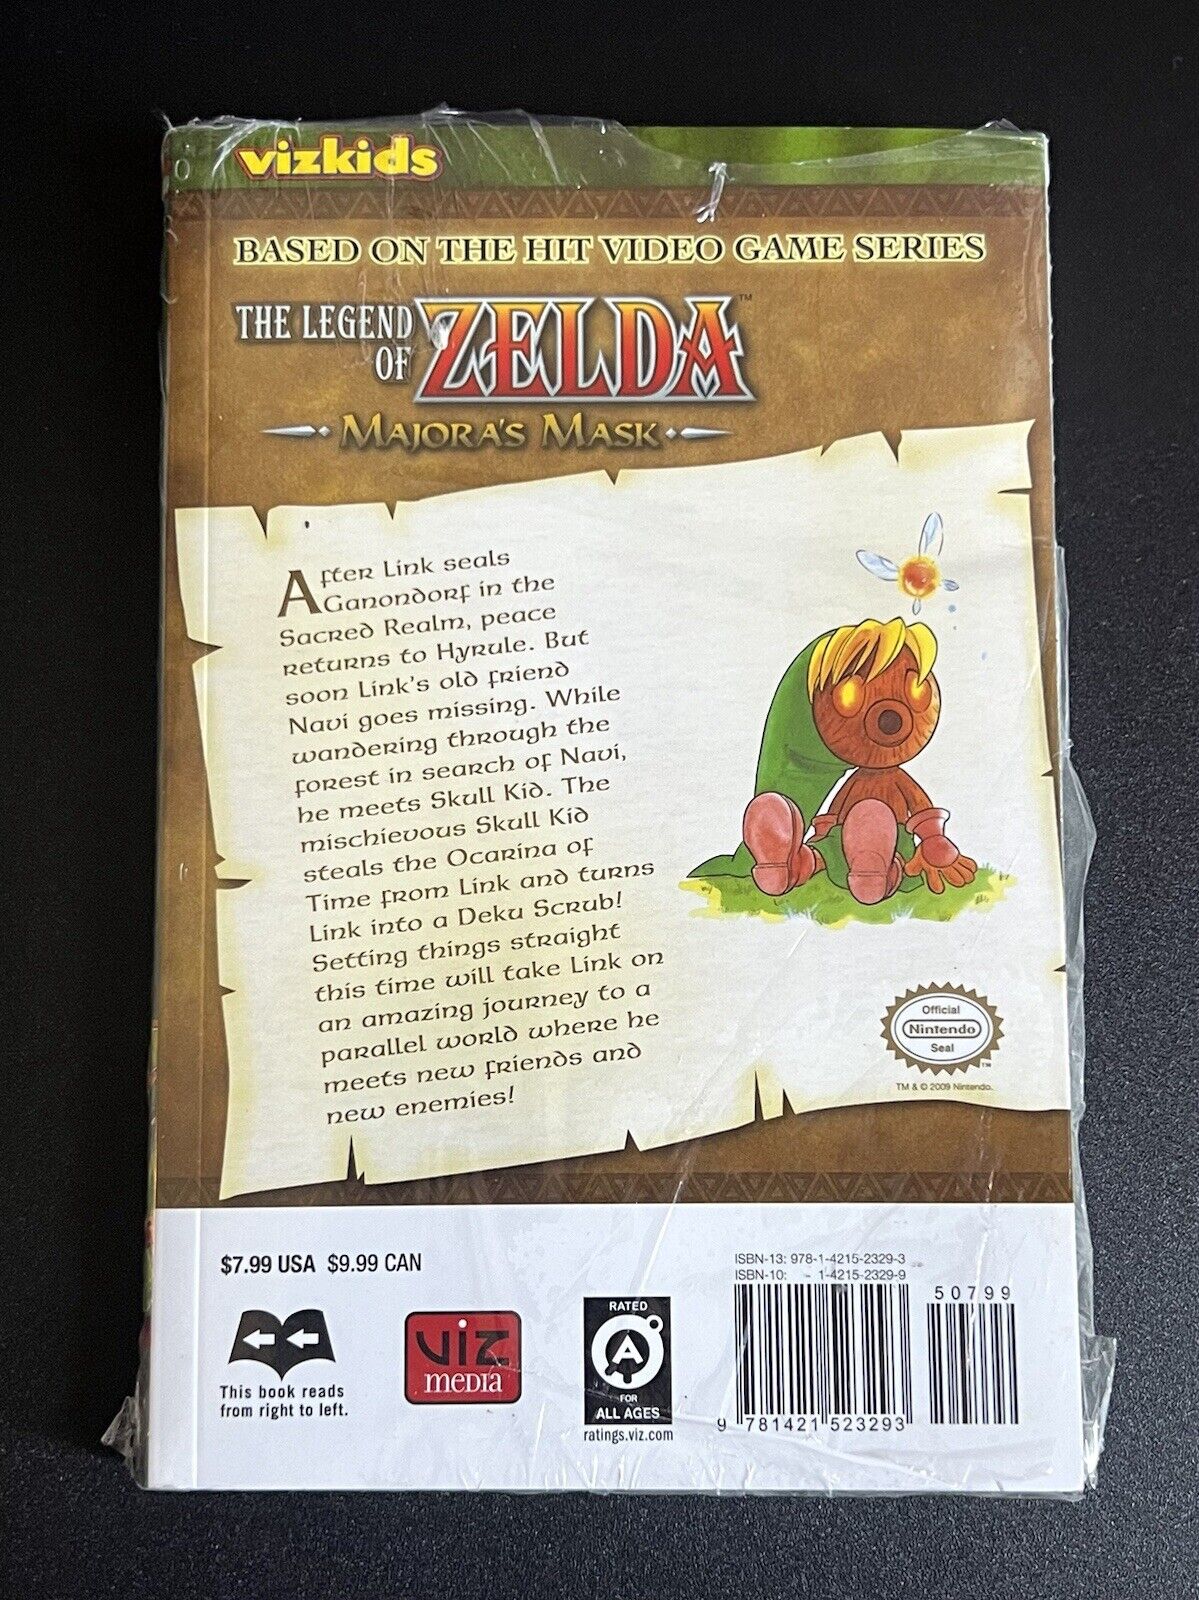 vizkids
BASED ON THE HIT VIDEO GAME SERIES
THE LEGEND
OF
ZELDA™
MAJORA'S MASK
After Link seals
Ganondorf in the
Sacred Realm, peace
returns to Hyrule. But
soon Link's old friend
Navi goes missing. While
wandering through the
forest in search of Navi,
he meets Skull Kid. The
mischievous Skull Kid
steals the Ocarina of
Time from Link and turns
Link into a Deku Scrub!
Setting things straight
this time will take Link on
an amazing journey to a
parallel world where he
meets new friends and
new enemies!
Official
Nintendo
Seal
™
TM & © 2009 Nintendo.
$7.99 USA $9.99 CAN
This book reads
from right to left.
VIZ
MEDIA
RATED
A
FOR
ALL AGES
ratings.viz.com
ISBN-13: 978-1-4215-2329-3
ISBN-10: - 1-4215-2329-9
50799
9 781421 523293